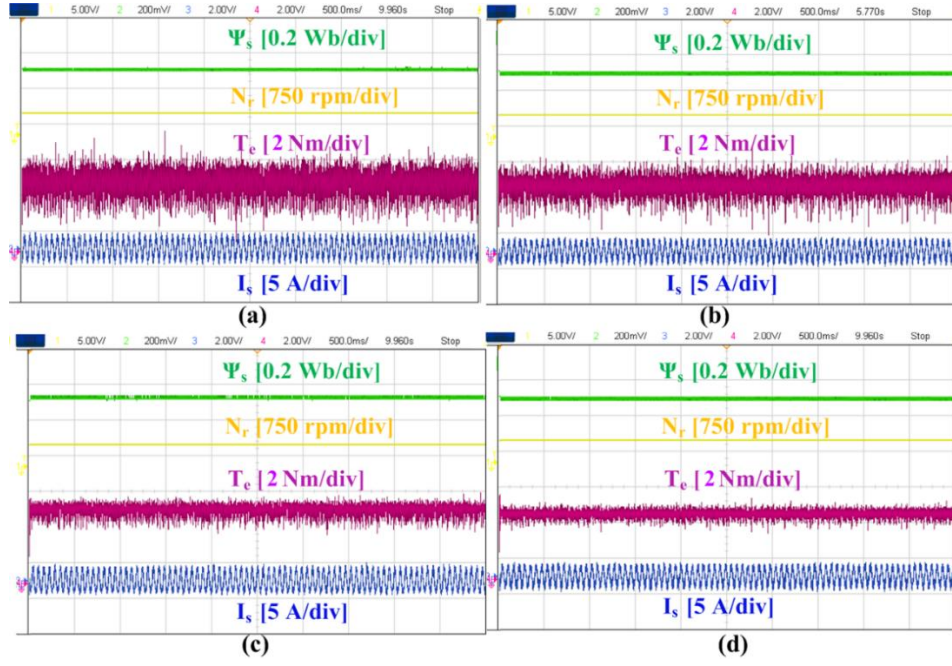 1 5.00V/ 2 200mV/ 3 2.00V/ 4 2.00V/ 500.0ms/ 9.960s Stop
Ψs [0.2 Wb/div]
Nr [750 rpm/div]
Te [2 Nm/div]
Is [5 A/div]
(a)
1 5.00V/ 2 200mV/ 3 2.00V/ 4 2.00V/ 500.0ms/ 5.770s Stop
Ψs [0.2 Wb/div]
Nr [750 rpm/div]
Te [2 Nm/div]
Is [5 A/div]
(b)
1 5.00V/ 2 200mV/ 3 2.00V/ 4 2.00V/ 500.0ms/ 9.960s Stop
Ψs [0.2 Wb/div]
Nr [750 rpm/div]
Te [2 Nm/div]
Is [5 A/div]
(c)
1 5.00V/ 2 200mV/ 3 2.00V/ 4 2.00V/ 500.0ms/ 9.960s Stop
Ψs [0.2 Wb/div]
Nr [750 rpm/div]
Te [2 Nm/div]
Is [5 A/div]
(d)